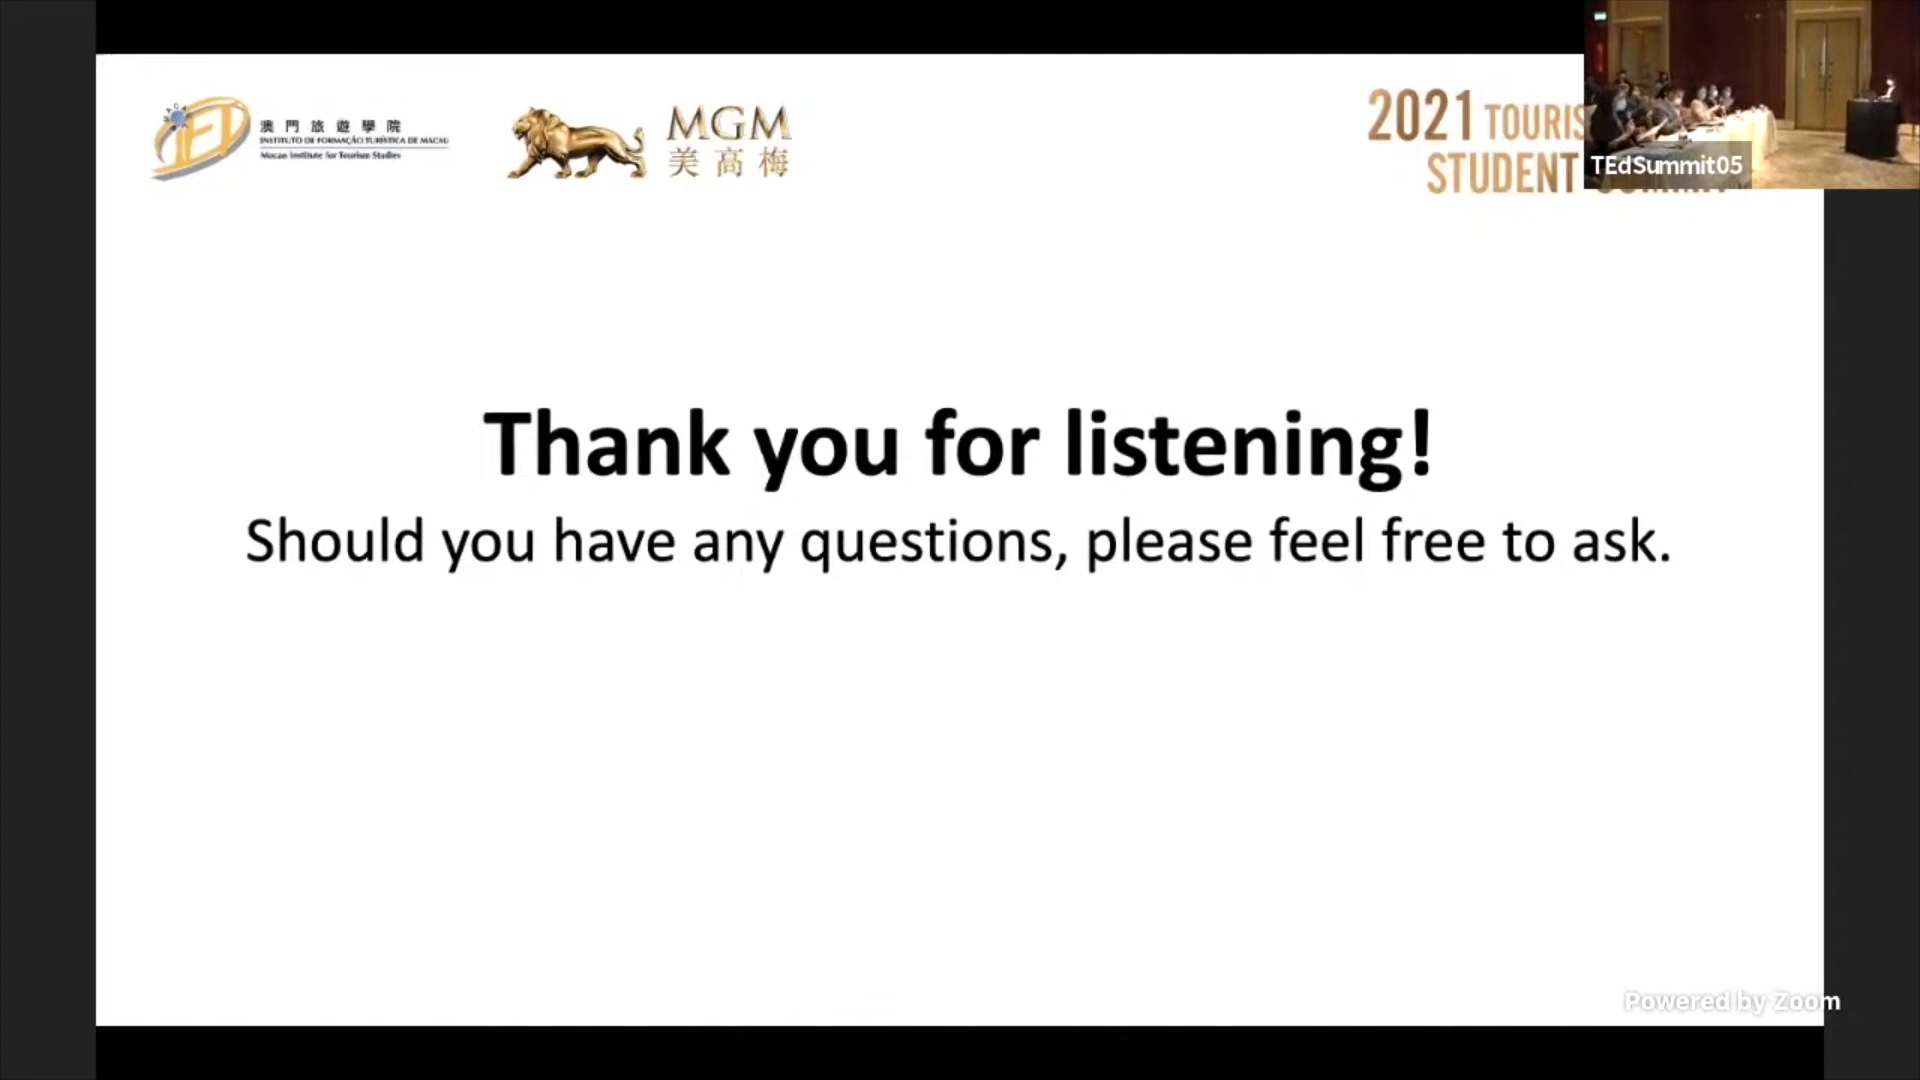 澳門旅遊學院
INSTITUTO DE FORMAÇÃO TURÍSTICA DE MACAU
Macao Institute for Tourism Studies
MGM
美高梅
2021 TOURIS
STUDENT
TEdSummit05
Thank you for listening!
Should you have any questions, please feel free to ask.
Powered by Zoom